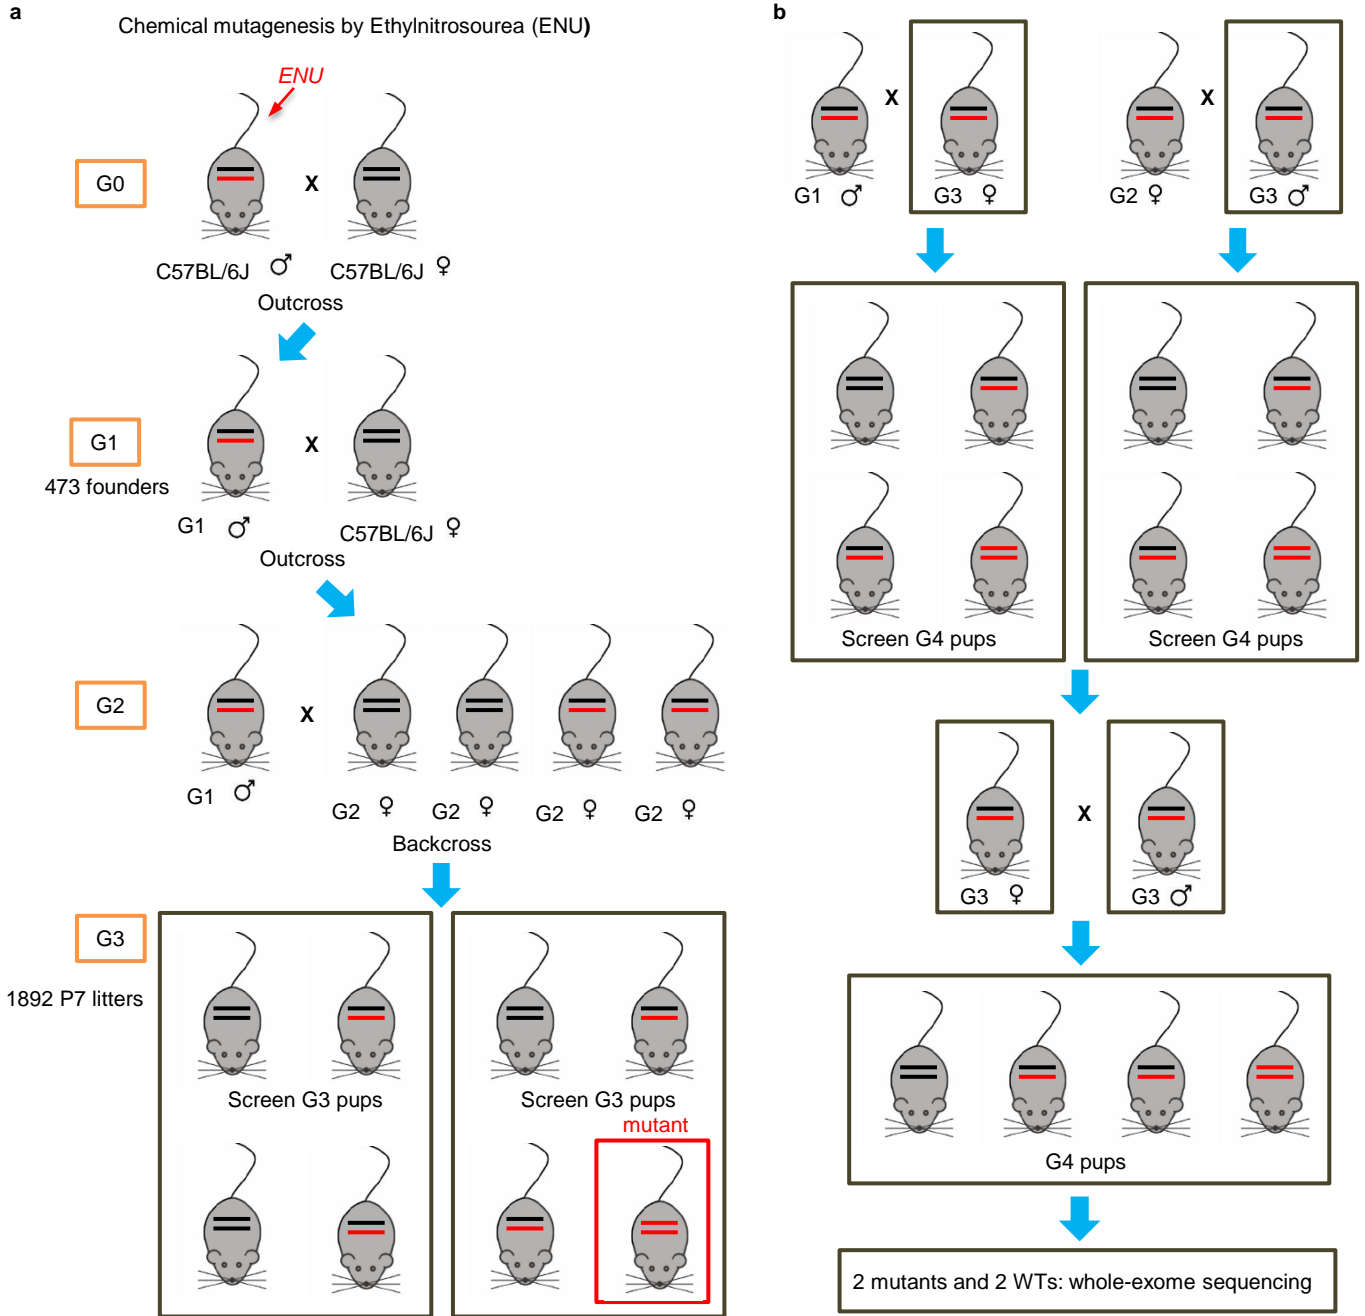 a
Chemical mutagenesis by Ethylnitrosourea (ENU)
ENU
G0
X
C57BL/6J ♂
C57BL/6J ♀
Outcross
G1
473 founders
X
G1 ♂
C57BL/6J ♀
Outcross
G2
X
G1 ♂
G2 ♀
G2 ♀
G2 ♀
G2 ♀
Backcross
G3
1892 P7 litters
Screen G3 pups
Screen G3 pups
mutant
b
X
G1 ♂
G3 ♀
X
G2 ♀
G3 ♂
Screen G4 pups
Screen G4 pups
X
G3 ♀
G3 ♂
G4 pups
2 mutants and 2 WTs: whole-exome sequencing